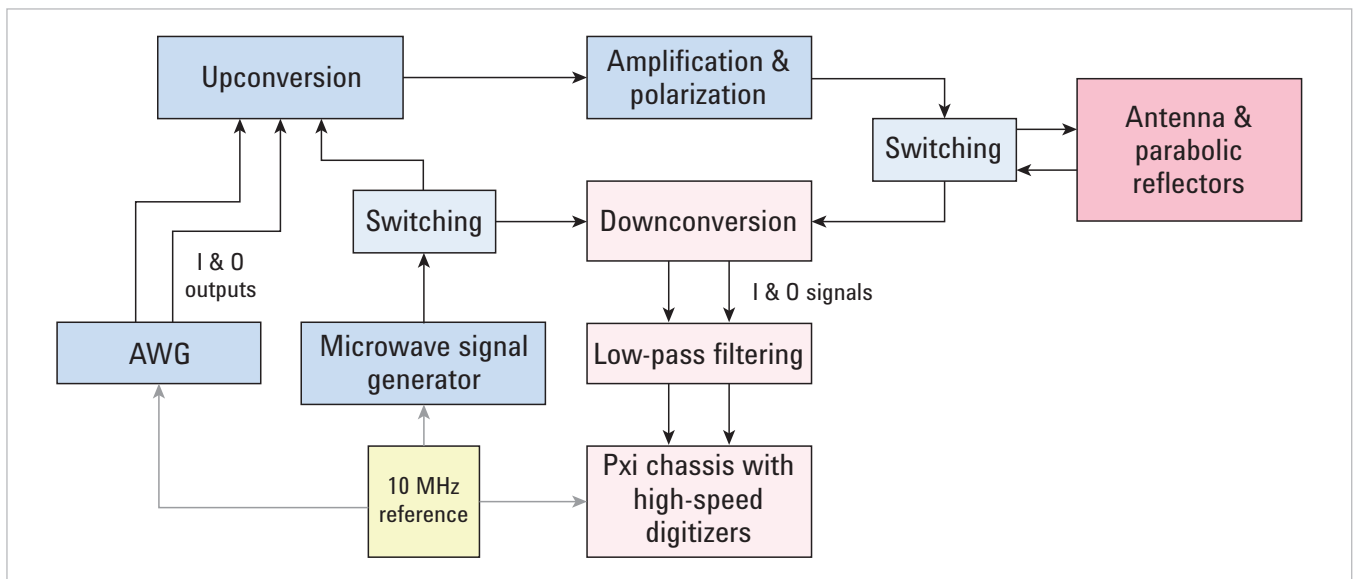 Upconversion
Amplification &
polarization
Switching
Antenna &
parabolic
reflectors
Switching
Downconversion
I & O
outputs
I & O signals
AWG
Microwave signal
generator
Low-pass filtering
10 MHz
reference
Pxi chassis with
high-speed
digitizers